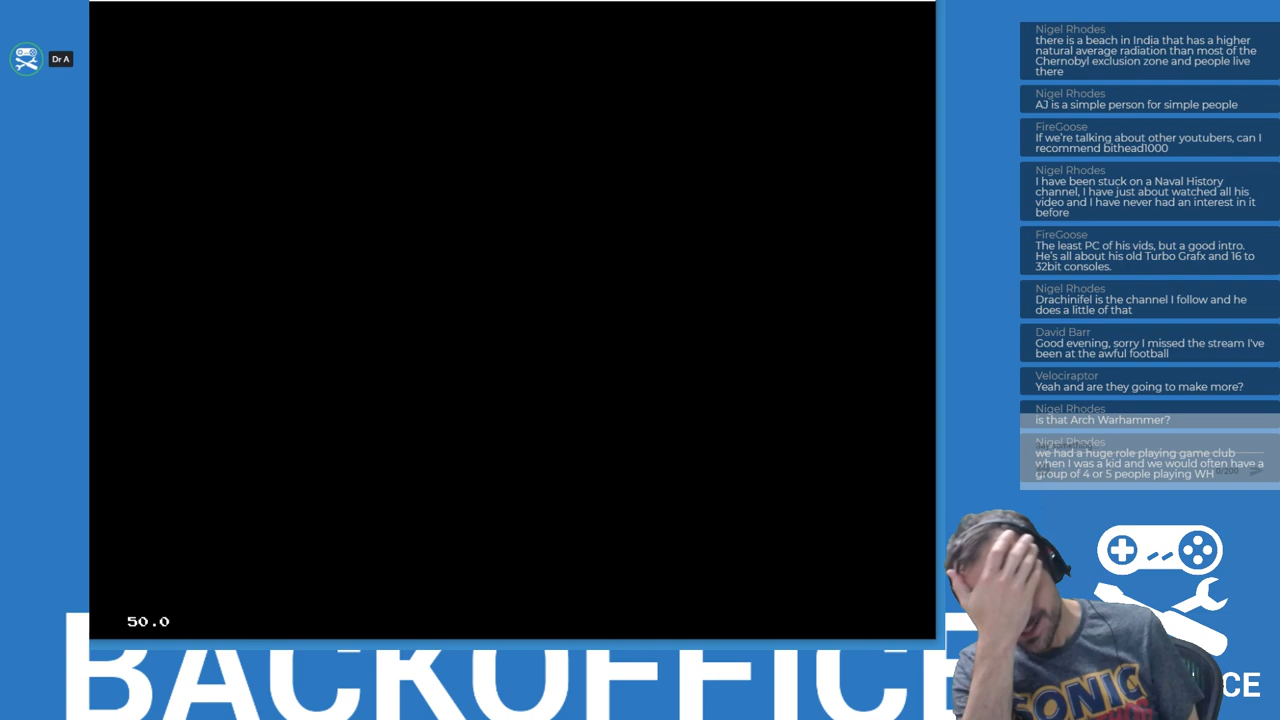 Dr A
Nigel Rhodes
there is a beach in India that has a higher
natural average radiation than most of the
Chernobyl exclusion zone and people live
there
Nigel Rhodes
AJ is a simple person for simple people
FireGoose
If we're talking about other youtubers, can I
recommend bithead1000
Nigel Rhodes
I have been stuck on a Naval History
channel, I have just about watched all his
video and I have never had an interest in it
before
FireGoose
The least PC of his vids, but a good intro.
He's all about his old Turbo Grafx and 16 to
32bit consoles.
Nigel Rhodes
Drachinifel is the channel I follow and he
does a little of that
David Barr
Good evening, sorry I missed the stream I've
been at the awful football
Velociraptor
Yeah and are they going to make more?
Nigel Rhodes
is that Arch Warhammer?
Nigel Rhodes
we had a huge role playing game club
when I was a kid and we would often have a
group of 4 or 5 people playing WH
50.0
BACKOFFICE
CE
SONIC